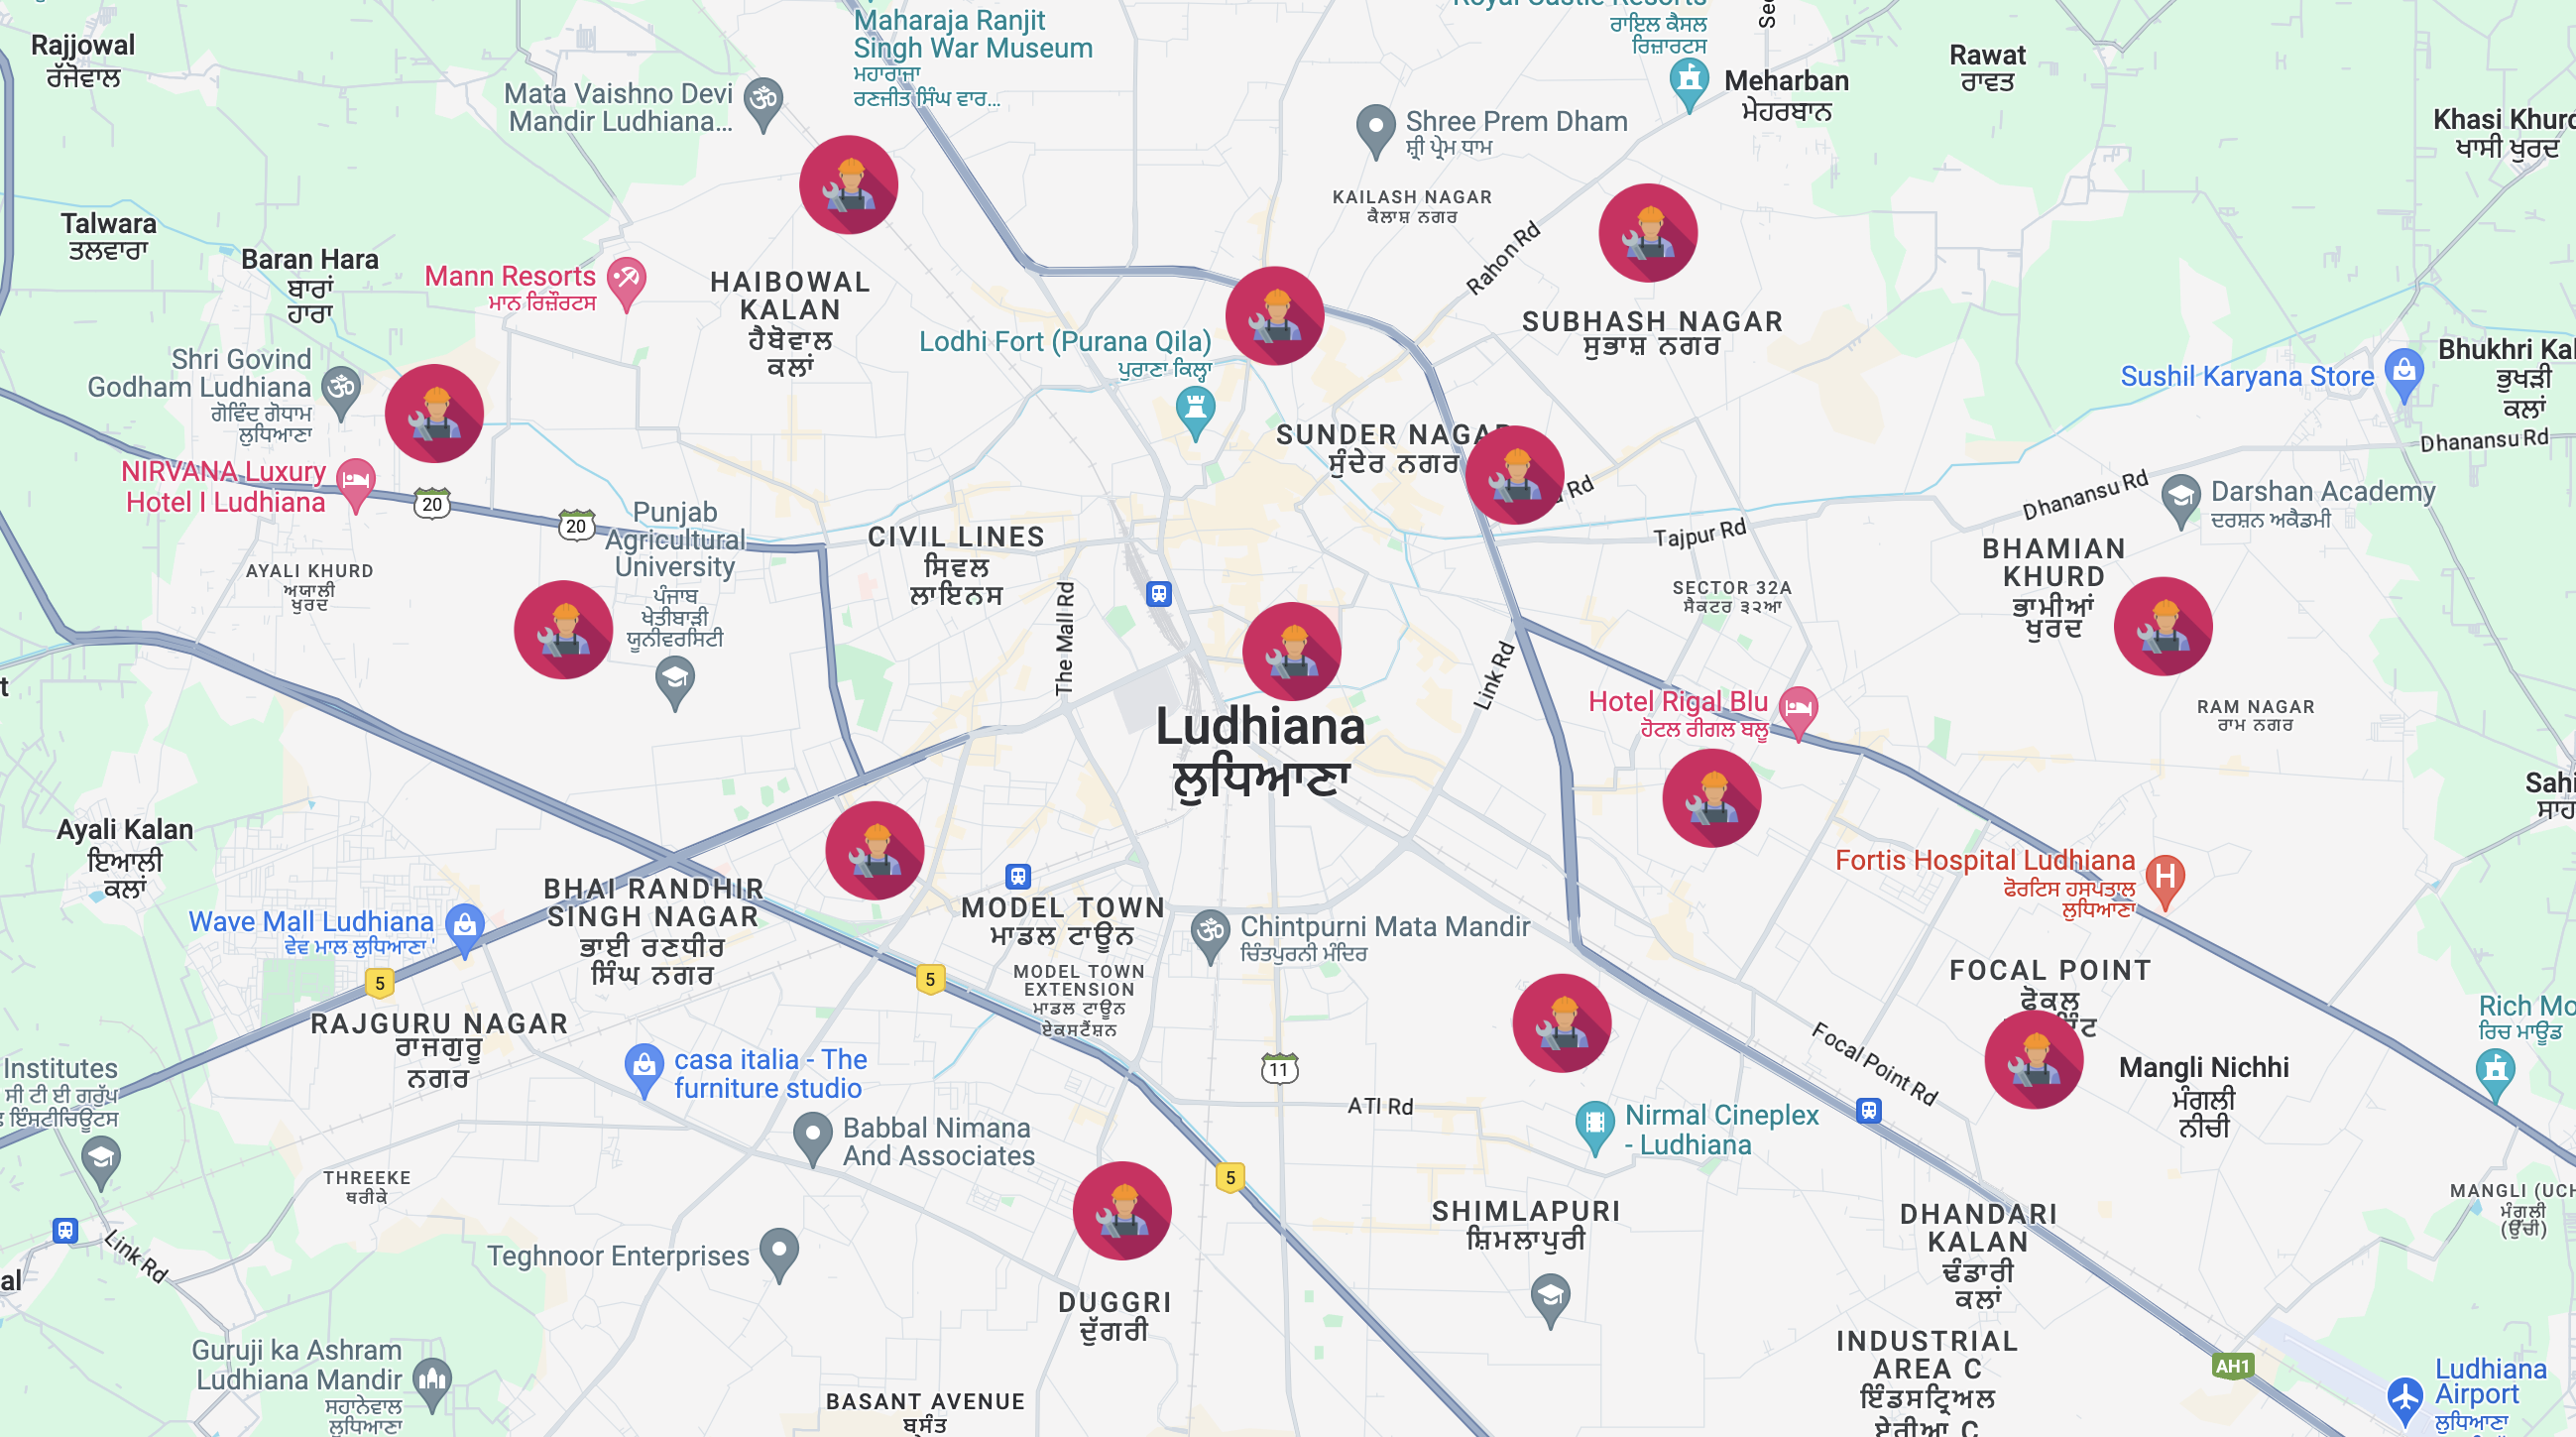 Rajjowal
ਰੱਜੋਵਾਲ
Maharaja Ranjit
Singh War Museum
ਮਹਾਰਾਜਾ
ਰਣਜੀਤ ਸਿੰਘ ਵਾਰ...
Royal Castle Resorts
ਰਾਇਲ ਕੈਸਲ
ਰਿਜ਼ਾਰਟਸ
Meharban
ਮੇਹਰਬਾਨ
Rawat
ਰਾਵਤ
Khasi Khurd
ਖਾਸੀ ਖੁਰਦ
Mata Vaishno Devi
Mandir Ludhiana...
Shree Prem Dham
ਸ਼੍ਰੀ ਪ੍ਰੇਮ ਧਾਮ
KAILASH NAGAR
ਕੈਲਾਸ਼ ਨਗਰ
Talwara
ਤਲਵਾਰਾ
Baran Hara
ਬਾਰਾਂ
ਹਾਰਾ
Mann Resorts
ਮਾਨ ਰਿਜ਼ੌਰਟਸ
HAIBOWAL
KALAN
ਹੈਬੋਵਾਲ
ਕਲਾਂ
Rahon Rd
SUBHASH NAGAR
ਸੁਭਾਸ਼ ਨਗਰ
Lodhi Fort (Purana Qila)
ਪੁਰਾਣਾ ਕਿਲ੍ਹਾ
Shri Govind
Godham Ludhiana
ਗੋਵਿੰਦ ਗੋਧਾਮ
ਲੁਧਿਆਣਾ
Sushil Karyana Store
ਭੁਖੜੀ
ਕਲਾਂ
Dhanansu Rd
SUNDER NAGAR
ਸੁੰਦੇਰ ਨਗਰ
Rd
NIRVANA Luxury
Hotel I Ludhiana
20
20
Punjab
Agricultural
University
ਪੰਜਾਬ
ਖੇਤੀਬਾੜੀ
ਯੂਨੀਵਰਸਿਟੀ
CIVIL LINES
ਸਿਵਲ
ਲਾਇਨਸ
Tajpur Rd
Dhanansu Rd
Darshan Academy
ਦਰਸ਼ਨ ਅਕੈਡਮੀ
BHAMIAN
KHURD
ਭਾਮੀਆਂ
ਖੁਰਦ
AYALI KHURD
ਅਯਾਲੀ
ਖੁਰਦ
The Mall Rd
SECTOR 32A
ਸੈਕਟਰ ੩੨ਆ
Link Rd
Hotel Rigal Blu
ਹੋਟਲ ਰੀਗਲ ਬਲੂ
RAM NAGAR
ਰਾਮ ਨਗਰ
Ludhiana
ਲੁਧਿਆਣਾ
Ayali Kalan
ਇਆਲੀ
ਕਲਾਂ
Fortis Hospital Ludhiana
ਫੋਰਟਿਸ ਹਸਪਤਾਲ
ਲੁਧਿਆਣਾ
H
BHAI RANDHIR
SINGH NAGAR
ਭਾਈ ਰਣਧੀਰ
ਸਿੰਘ ਨਗਰ
Wave Mall Ludhiana
ਵੇਵ ਮਾਲ ਲੁਧਿਆਣਾ '
5
5
MODEL TOWN
ਮਾਡਲ ਟਾਊਨ
MODEL TOWN
EXTENSION
ਮਾਡਲ ਟਾਊਨ
ਏਕਸਟੈਂਸ਼ਨ
Chintpurni Mata Mandir
ਚਿੰਤਪੁਰਨੀ ਮੰਦਿਰ
FOCAL POINT
ਫੋਕਲ
RAJGURU NAGAR
ਰਾਜਗੁਰੂ
ਨਗਰ
Rich Mo
ਰਿਚ ਮਾਊਡ
Focal Point Rd
Mangli Nichhi
ਮੰਗਲੀ
ਨੀਚੀ
Institutes
ਸੀ ਟੀ ਈ ਗਰੁੱਪ
ਇੰਸਟੀਚਿਊਟਸ
casa italia - The
furniture studio
11
ATI Rd
Nirmal Cineplex
- Ludhiana
Babbal Nimana
And Associates
THREEKE
ਥਰੀਕੇ
5
MANGLI (UCH
ਮੰਗਲੀ
(ਉੱਚੀ)
SHIMLAPURI
ਸ਼ਿਮਲਾਪੁਰੀ
DHANDARI
KALAN
ਢੰਡਾਰੀ
ਕਲਾਂ
Link Rd
Teghnoor Enterprises
DUGGRI
ਦੁੱਗਰੀ
INDUSTRIAL
AREA C
ਇੰਡਸਟ੍ਰਿਅਲ
ਏਰੀਆ C
AH1
Guruji ka Ashram
Ludhiana Mandir
ਸਹਾਨੇਵਾਲ
ਲੁਧਿਆਣਾ
BASANT AVENUE
ਬਸੰਤ
Ludhiana
Airport
ਲੁਧਿਆਣਾ